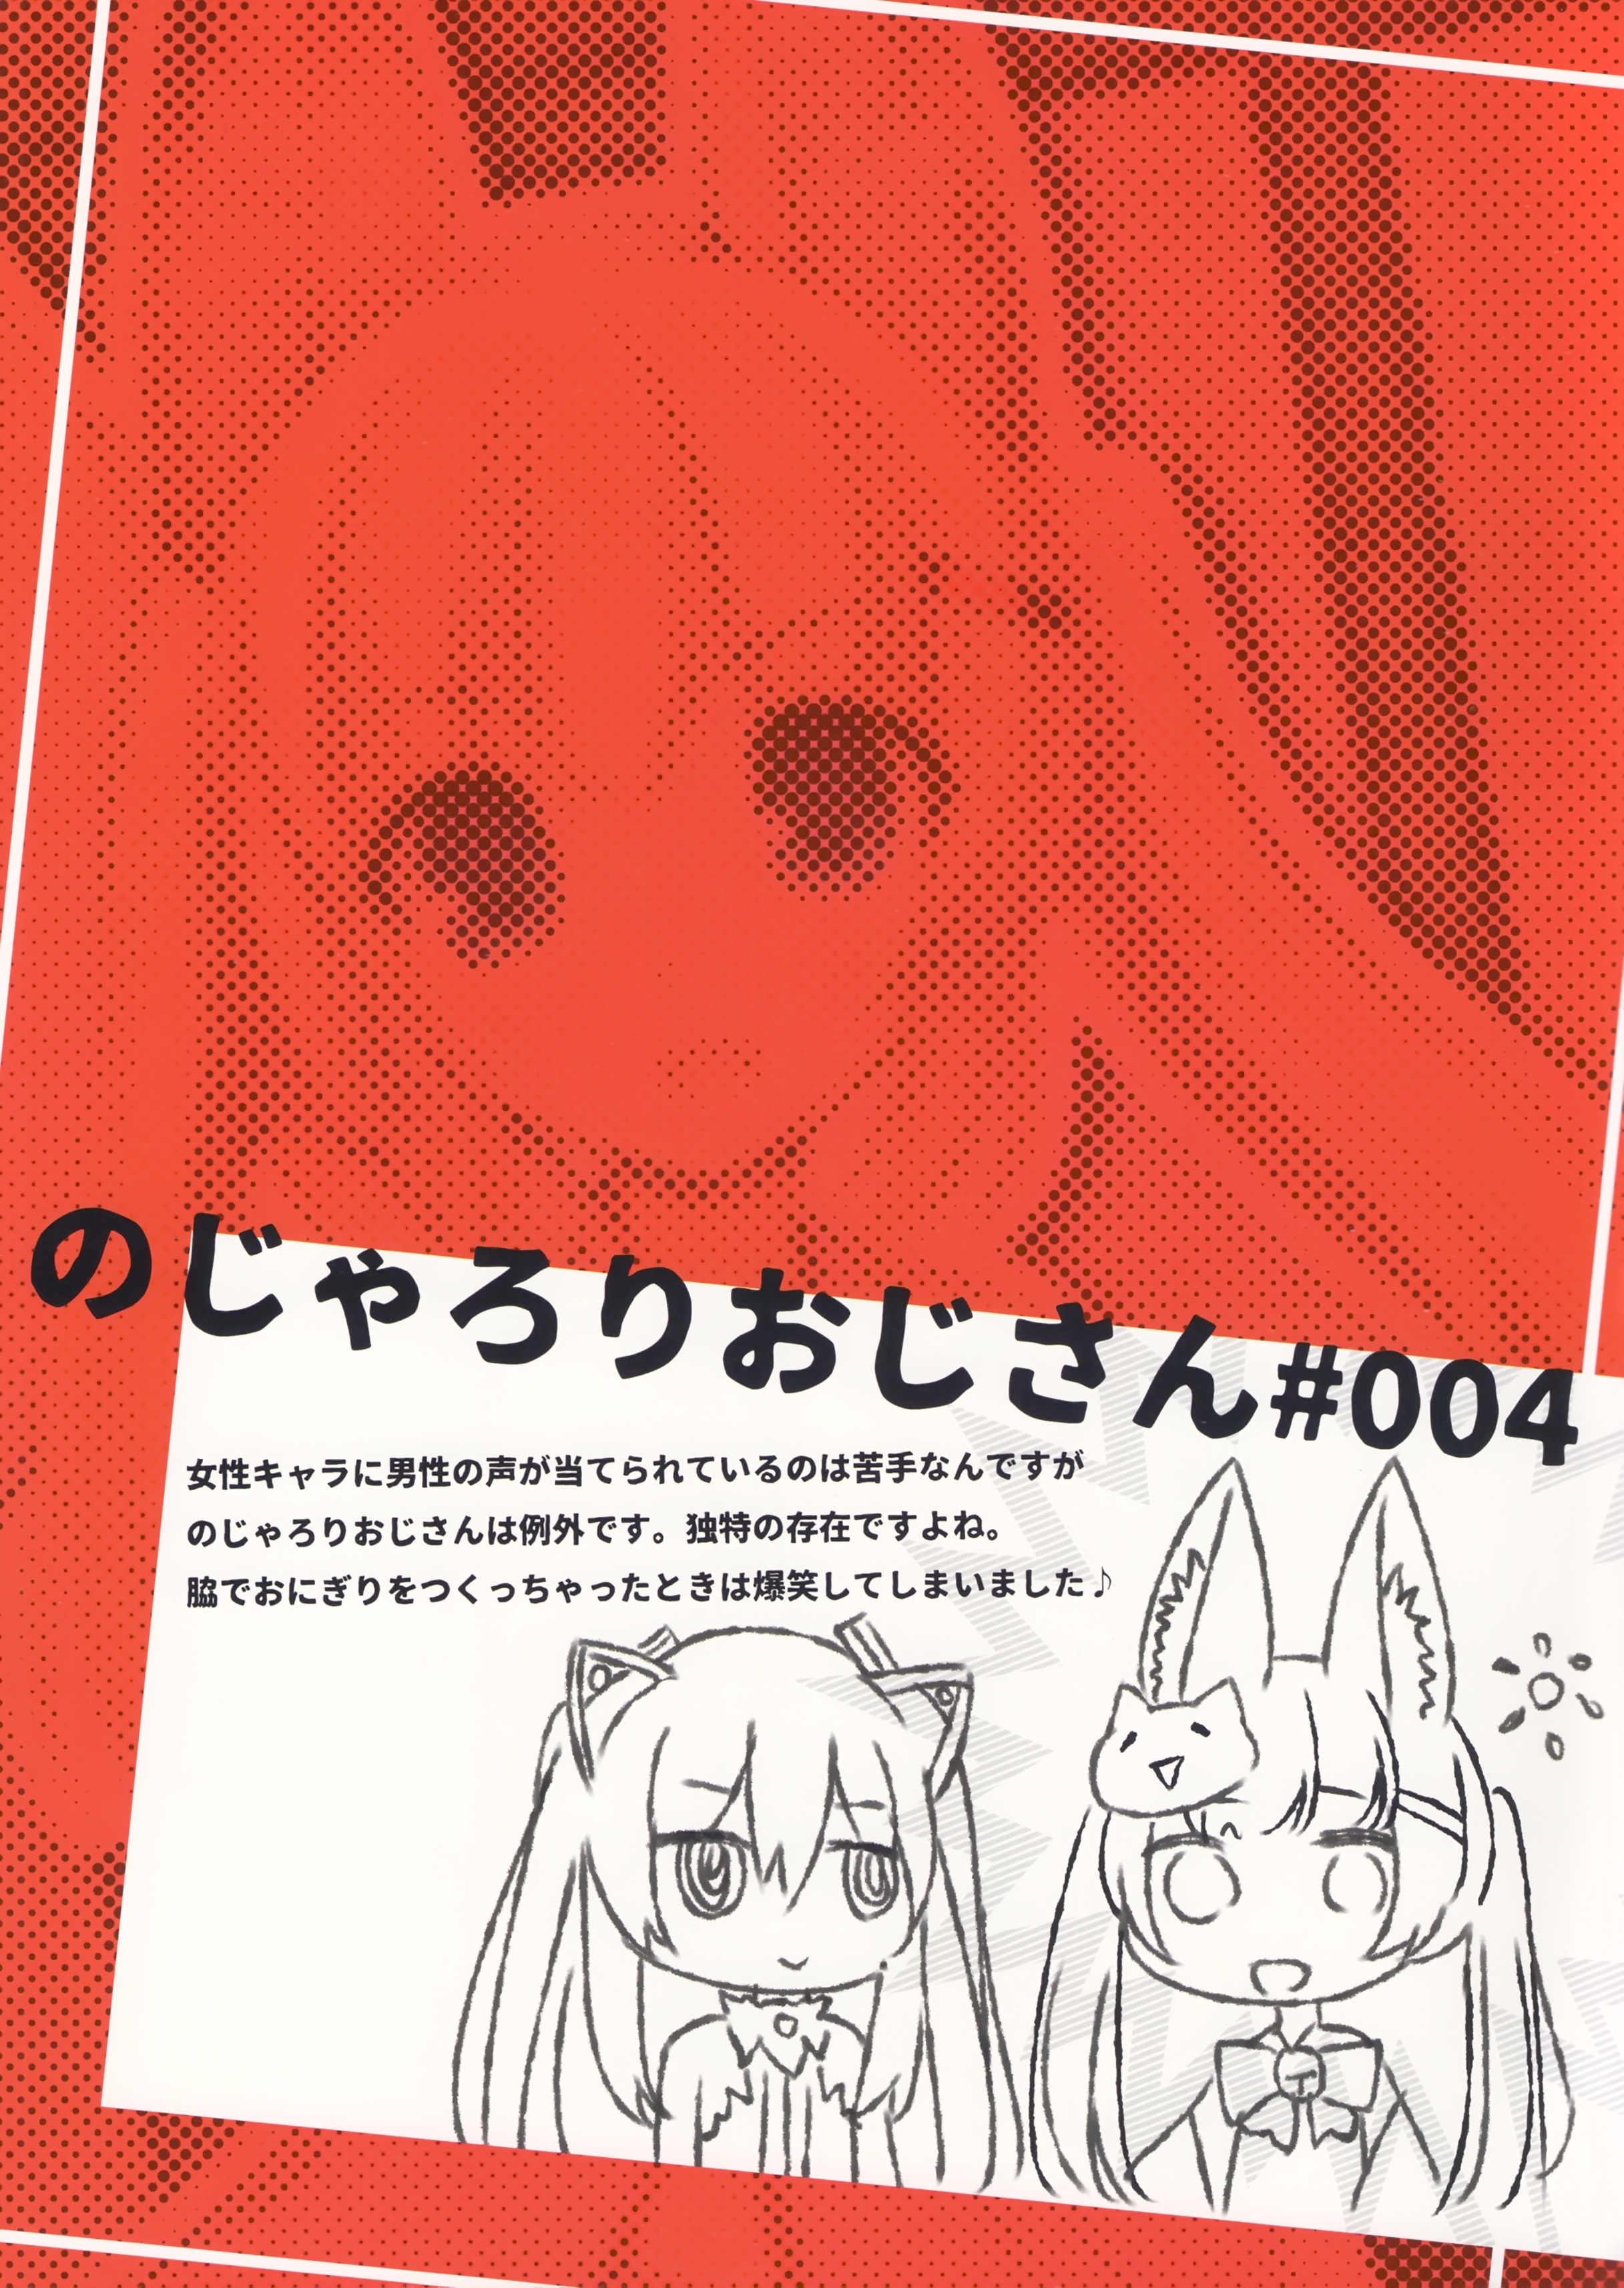 のじゃろりおじさん#004
女性キャラに男性の声が当てられているのは苦手なんですが
のじゃろりおじさんは例外です。独特の存在ですよね。
脇でおにぎりをつくっちゃったときは爆笑してしまいました♪